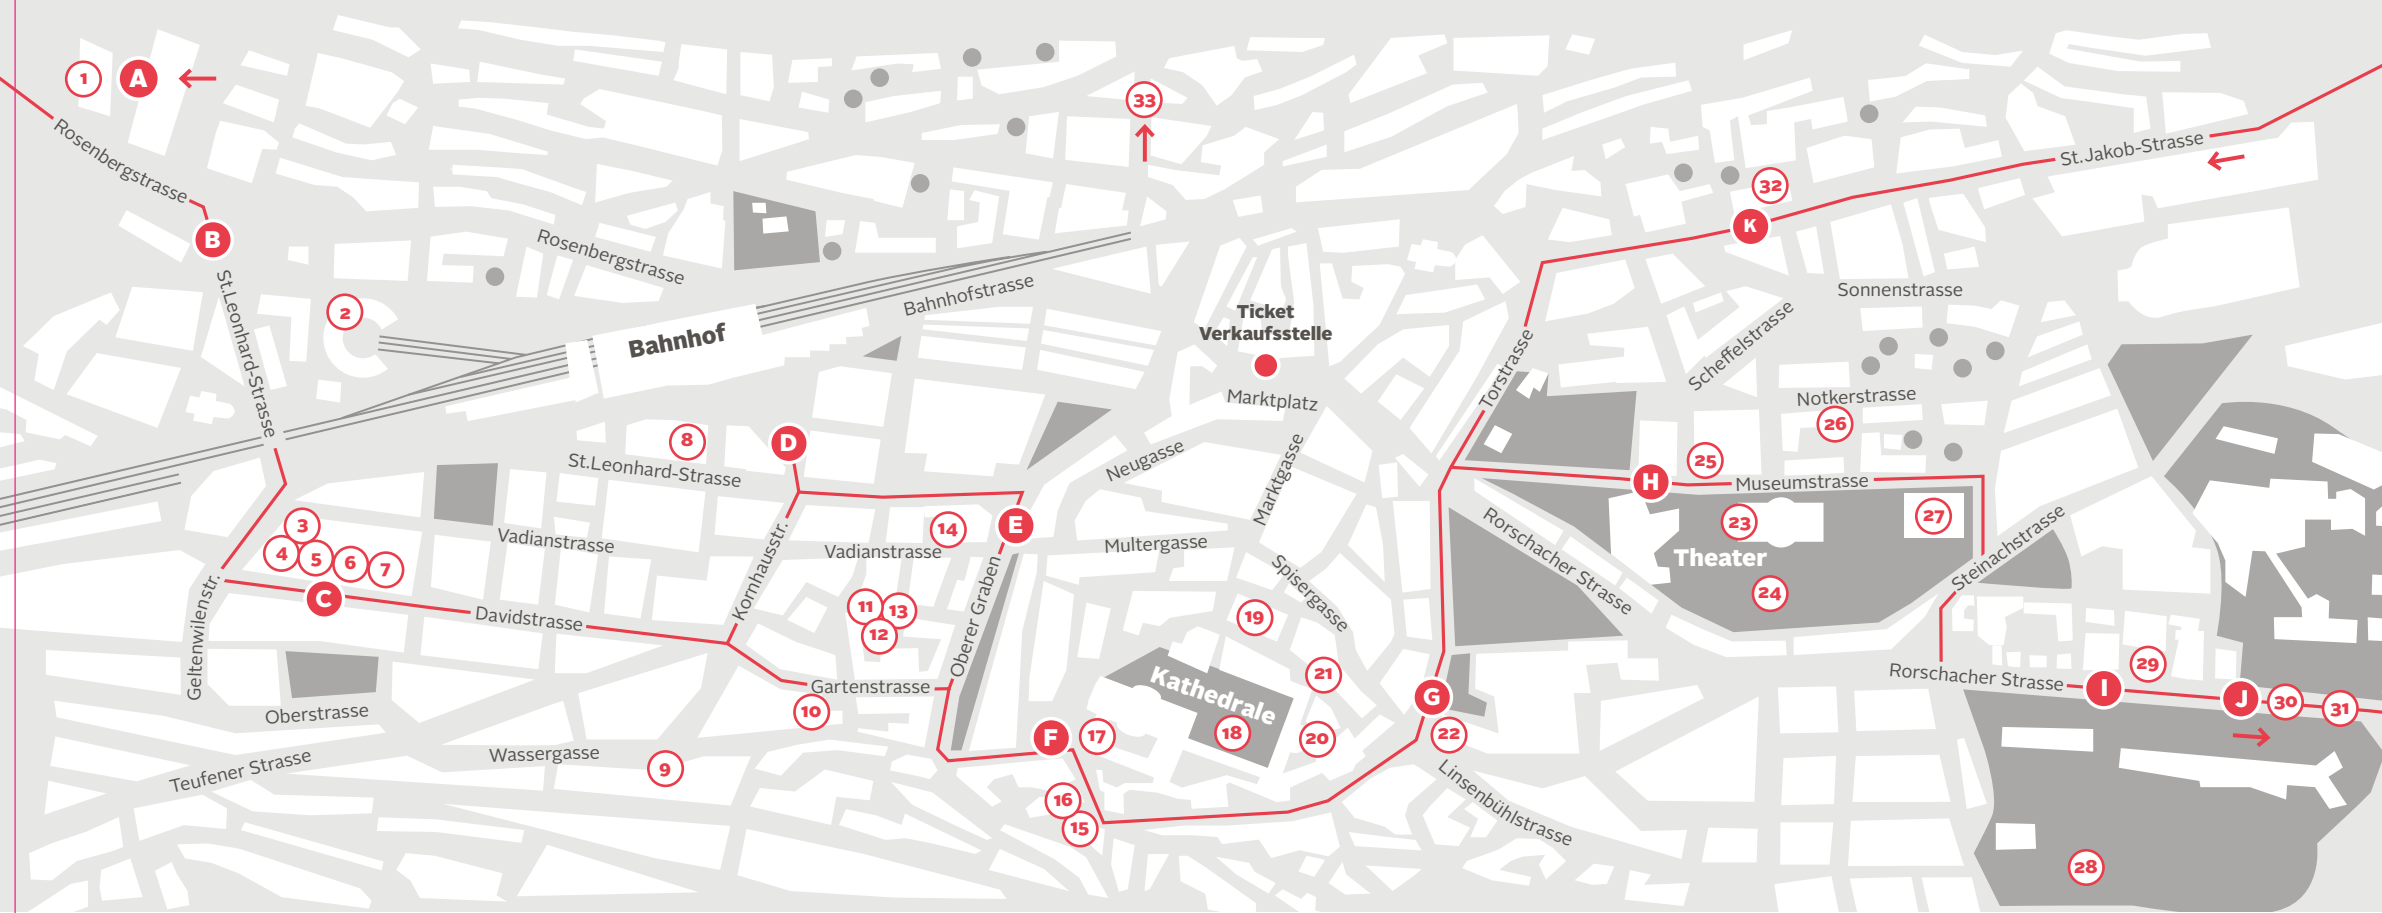 1
A
33
Rosenbergstrasse
St.Jakob-Strasse
32
K
B
Rosenbergstrasse
St.Leonhard-Strasse
2
Bahnhof
Bahnhofstrasse
Ticket
Verkaufsstelle
Sonnenstrasse
Scheffelstrasse
Torstrasse
Marktplatz
Notkerstrasse
26
8
D
St.Leonhard-Strasse
Neugasse
Marktgasse
25
H
Museumstrasse
3
4
5
6
7
C
Vadianstrasse
Kornhausstr.
Vadianstrasse
14
E
Multergasse
Rorschacher Strasse
23
27
Theater
24
Steinachstrasse
Geltenwilenstr.
Davidstrasse
11
13
12
Oberer Graben
Spisergasse
19
21
Kathedrale
18
20
G
22
Gartenstrasse
10
Oberstrasse
F
17
Rorschacher Strasse
I
29
J
30
31
Teufener Strasse
Wassergasse
9
16
15
Linsenbühlstrasse
28